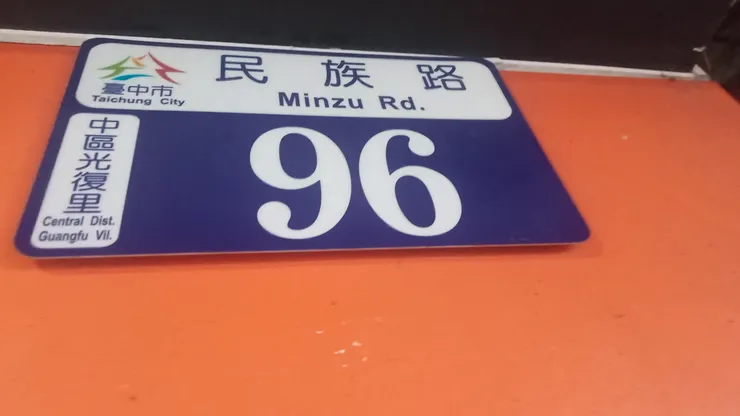 臺中市
Taichung City
民族路
Minzu Rd.
中區光復里
Central Dist.
Guangfu Vil.
96